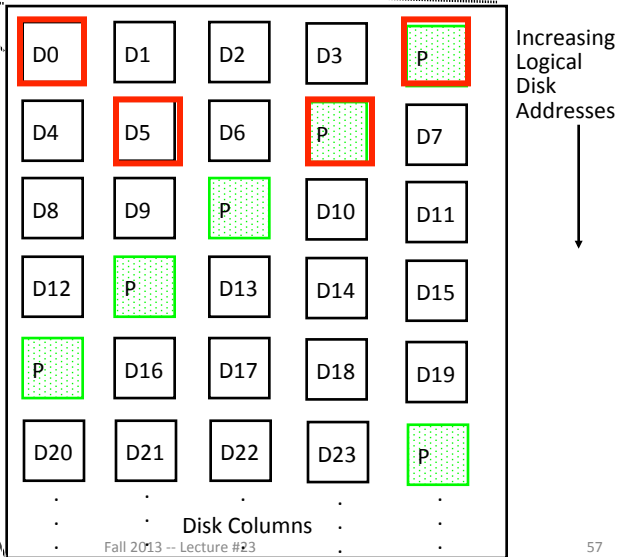 D0 D1 D2 D3 P
D4 D5 D6 P D7
D8 D9 P D10 D11
D12 P D13 D14 D15
P D16 D17 D18 D19
D20 D21 D22 D23 P
. . . . .
. . Disk Columns . .
. . . . .
Increasing
Logical
Disk
Addresses
Fall 2013 -- Lecture #23
57